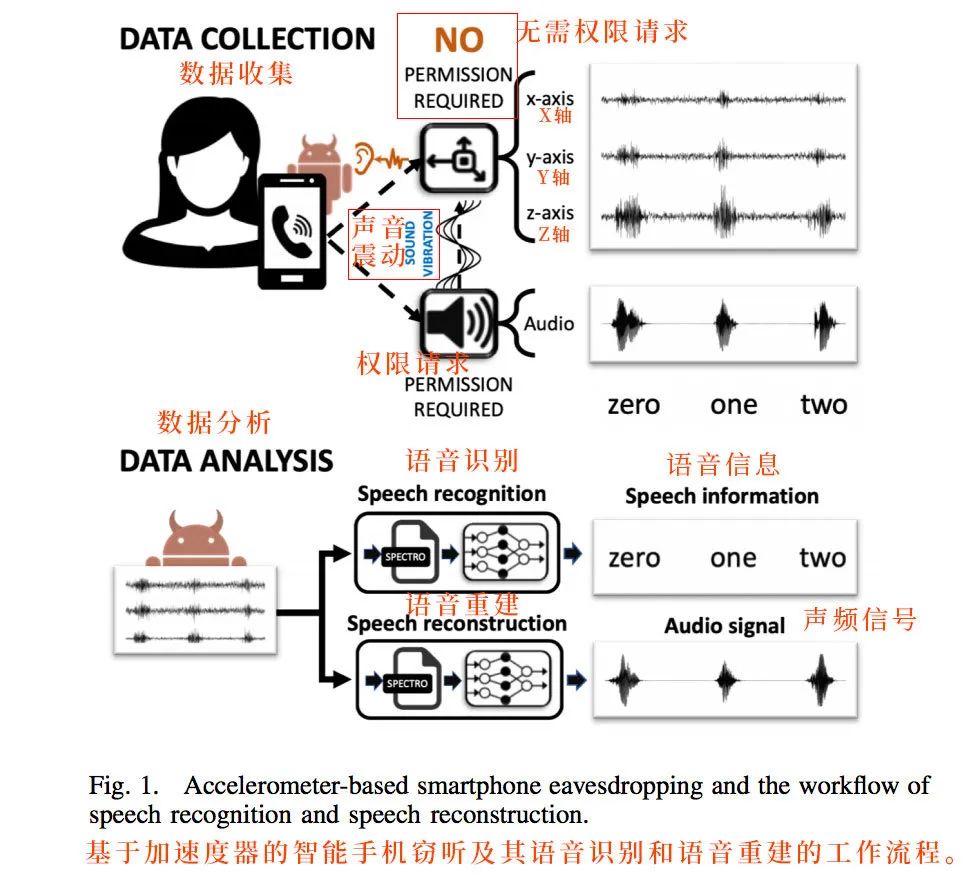 DATA COLLECTION
数据收集
NO
PERMISSION
REQUIRED
无需权限请求
x-axis
X轴
y-axis
Y轴
z-axis
Z轴
声音
震动
SOUND
VIBRATION
Audio
权限请求
PERMISSION
REQUIRED
zero one two
数据分析
DATA ANALYSIS
语音识别
Speech recognition
SPECTRO
语音信息
Speech information
zero one two
语音重建
Speech reconstruction
SPECTRO
Audio signal 声频信号
Fig. 1. Accelerometer-based smartphone eavesdropping and the workflow of
speech recognition and speech reconstruction.
基于加速度器的智能手机窃听及其语音识别和语音重建的工作流程。